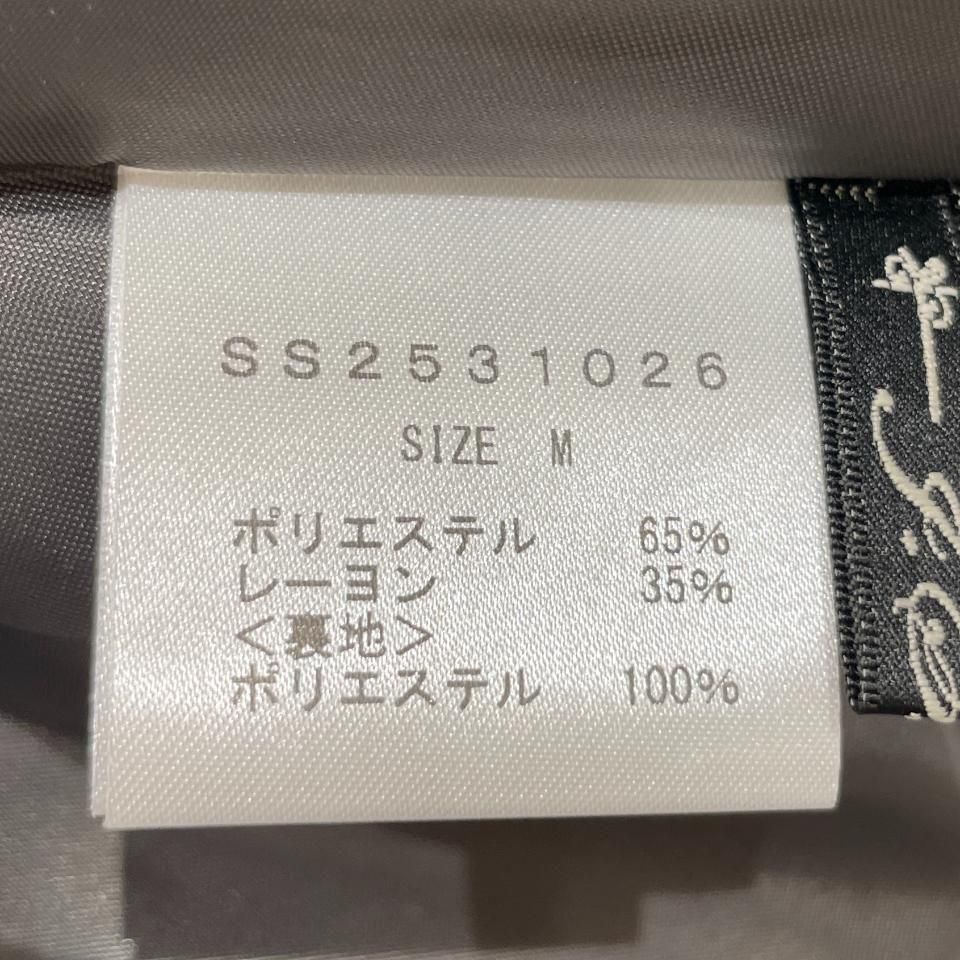 SS2531026
SIZE M
ポリエステル 65%
レーヨン 35%
<裏地>
ポリエステル 100%